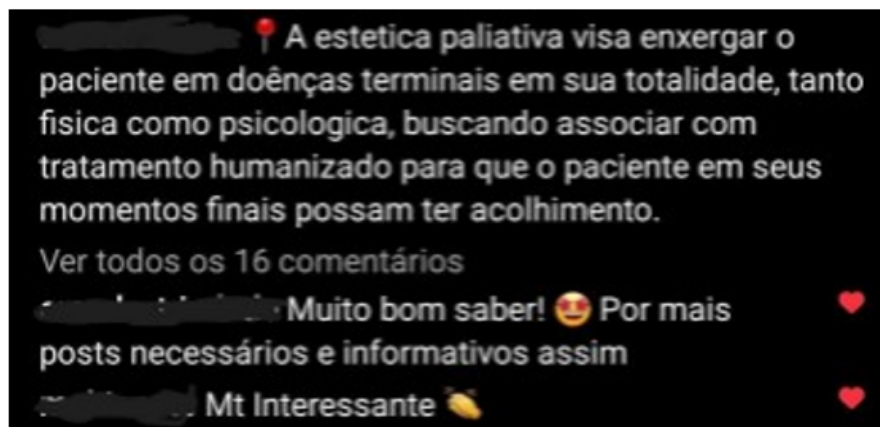 📍 A estetica paliativa visa enxergar o
paciente em doênças terminais em sua totalidade, tanto
fisica como psicologica, buscando associar com
tratamento humanizado para que o paciente em seus
momentos finais possam ter acolhimento.
Ver todos os 16 comentários
Muito bom saber! 🤩 Por mais
posts necessários e informativos assim
Mt Interessante 👏